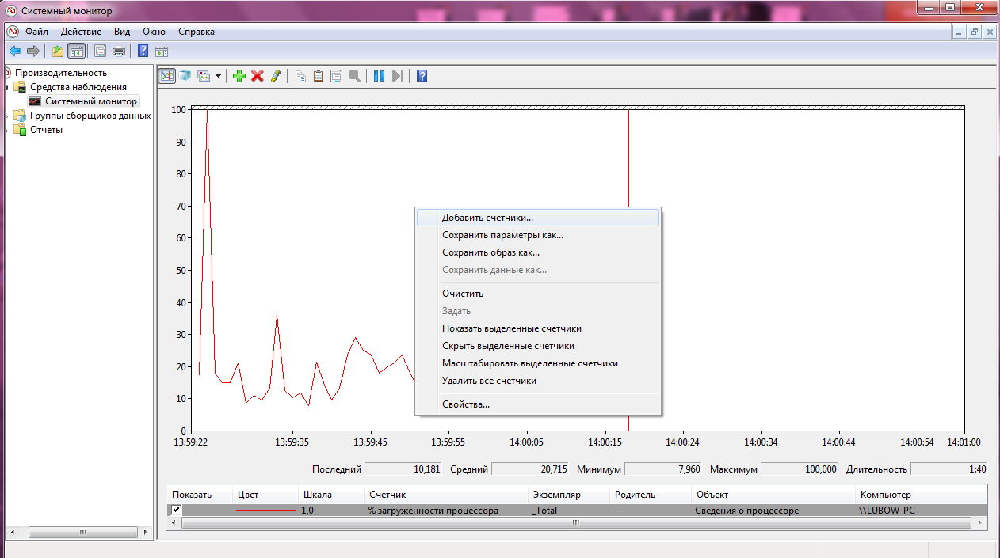 Системный монитор
Файл Действие Вид Окно Справка
Производительность
Средства наблюдения
Системный монитор
Группы сборщиков данных
Отчеты
100
90
80
70
60
50
40
30
20
10
0
13:59:22 13:59:35 13:59:45 13:59:55 14:00:05 14:00:15 14:00:24 14:00:34 14:00:44 14:00:54 14:01:00
Добавить счетчики...
Сохранить параметры как...
Сохранить образ как...
Сохранить данные как...
Очистить
Задать
Показать выделенные счетчики
Скрыть выделенные счетчики
Масштабировать выделенные счетчики
Удалить все счетчики
Свойства...
Последний 10,181 Средний 20,715 Минимум 7,960 Максимум 100,000 Длительность 1:40
Показать Цвет Шкала Счетчик Экземпляр Родитель Объект Компьютер
1,0 % загруженности процессора _Total --- Сведения о процессоре \\LUBOW-PC